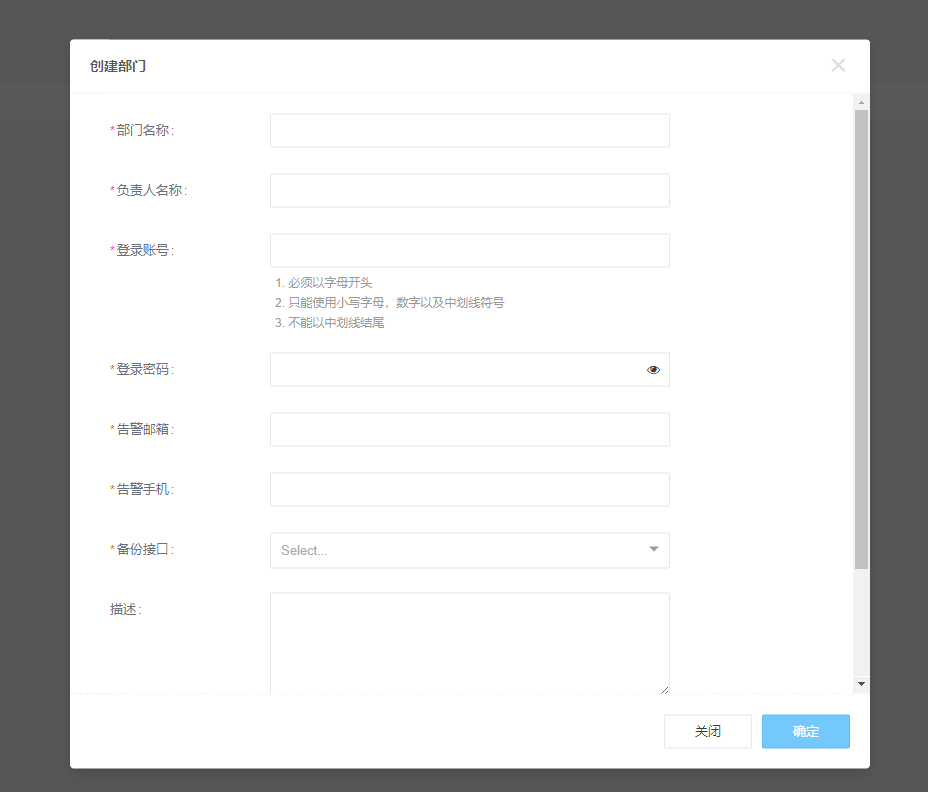 创建部门
*部门名称:
*负责人名称:
*登录账号:
1. 必须以字母开头
2. 只能使用小写字母，数字以及中划线符号
3. 不能以中划线结尾
*登录密码:
*告警邮箱:
*告警手机:
*备份接口:
Select...
描述:
关闭
确定